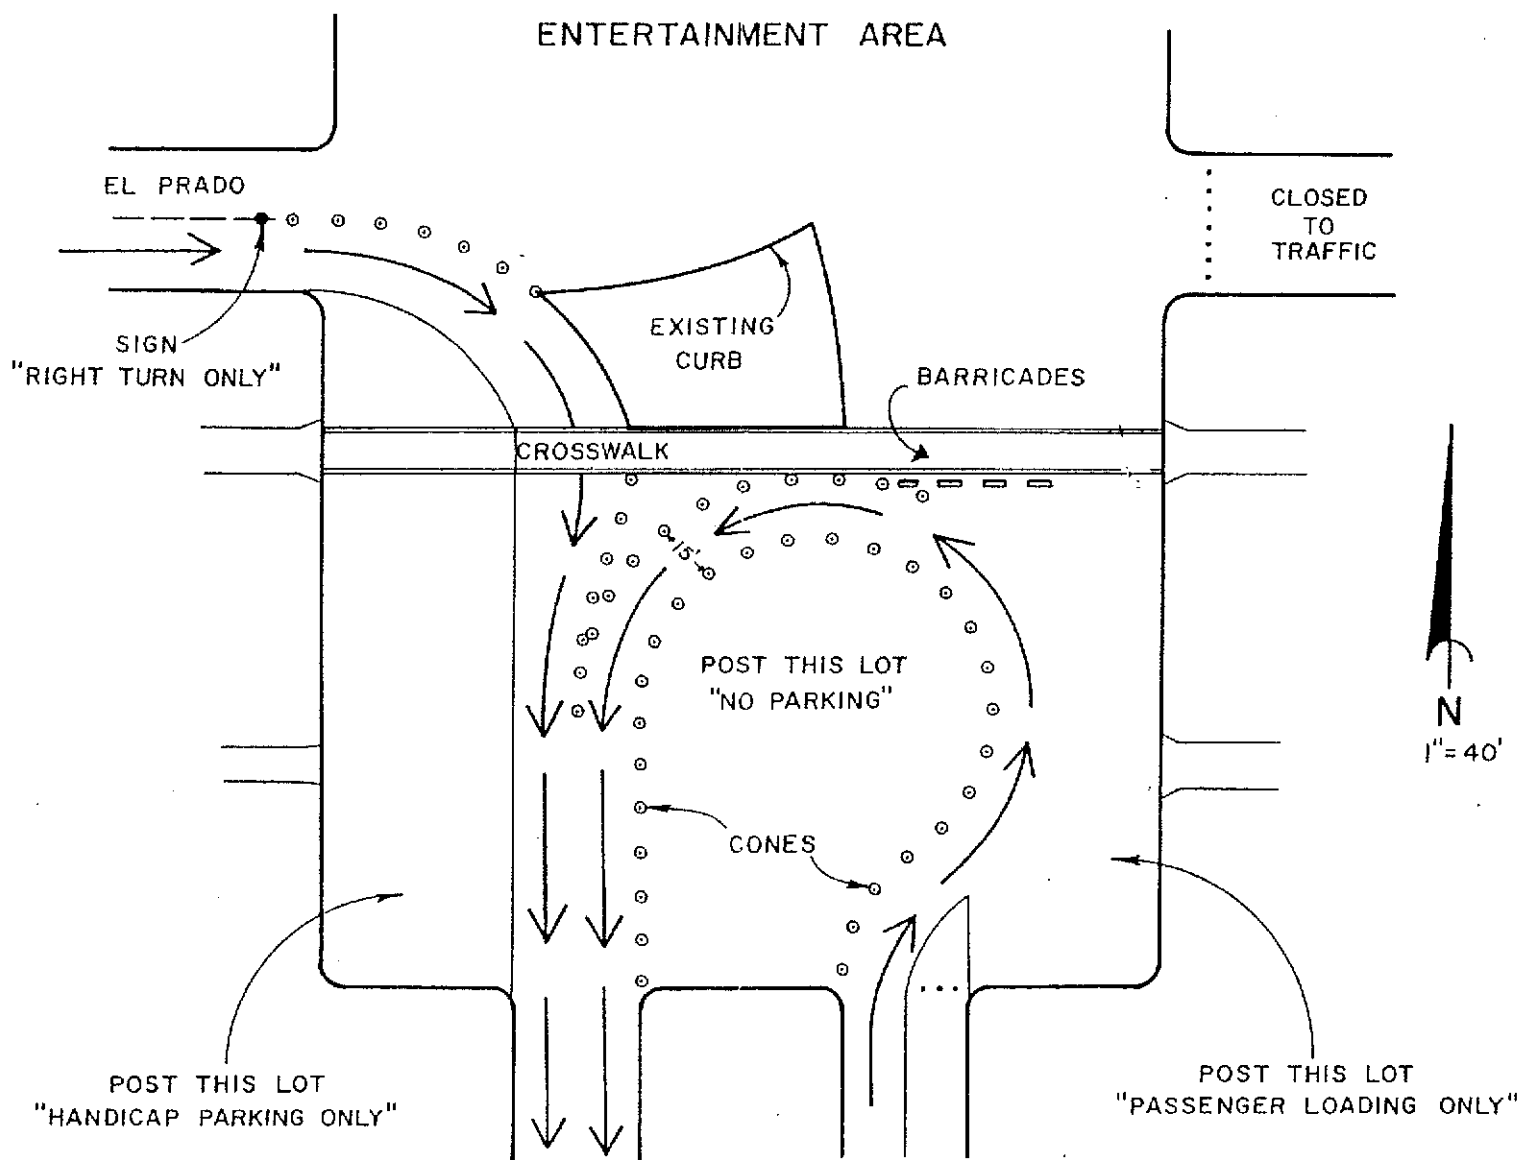 ENTERTAINMENT AREA
EL PRADO
CLOSED
TO
TRAFFIC
SIGN
"RIGHT TURN ONLY"
EXISTING
CURB
BARRICADES
CROSSWALK
15'
POST THIS LOT
"NO PARKING"
N
1"=40'
CONES
POST THIS LOT
"HANDICAP PARKING ONLY"
POST THIS LOT
"PASSENGER LOADING ONLY"